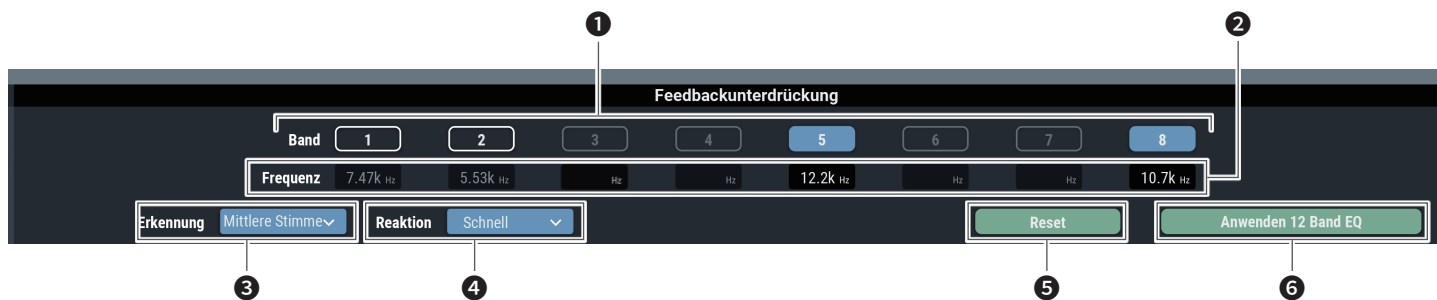 ❶ ❷
Feedbackunterdrückung
Band 1 2 3 4 5 6 7 8
Frequenz 7.47k Hz 5.53k Hz Hz Hz 12.2k Hz Hz Hz 10.7k Hz
Erkennung Mittlere Stimme Reaktion Schnell Reset Anwenden 12 Band EQ
❸ ❹ ❺ ❻